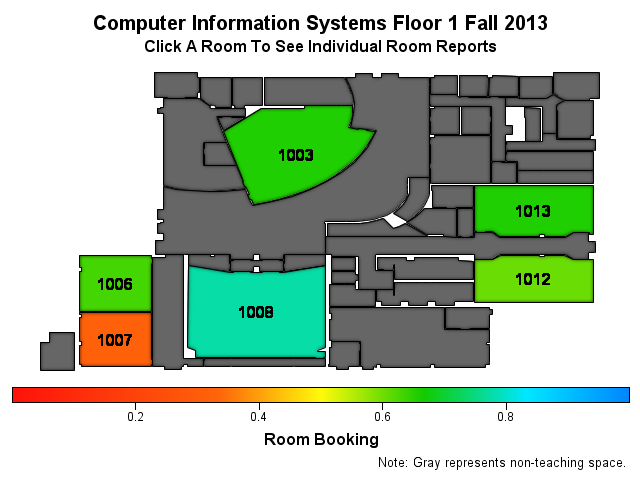 Computer Information Systems Floor 1 Fall 2013
Click A Room To See Individual Room Reports
1003
1013
1006
1012
1008
1007
0.2 0.4 0.6 0.8
Room Booking
Note: Gray represents non-teaching space.